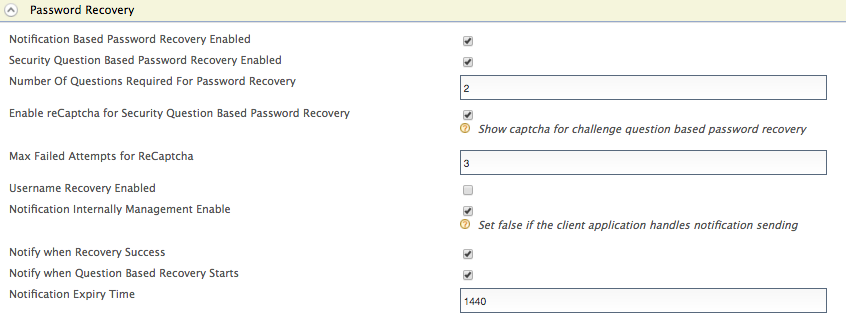 Password Recovery
Notification Based Password Recovery Enabled
Security Question Based Password Recovery Enabled
Number Of Questions Required For Password Recovery
2
Enable reCaptcha for Security Question Based Password Recovery
Show captcha for challenge question based password recovery
Max Failed Attempts for ReCaptcha
3
Username Recovery Enabled
Notification Internally Management Enable
Set false if the client application handles notification sending
Notify when Recovery Success
Notify when Question Based Recovery Starts
Notification Expiry Time
1440